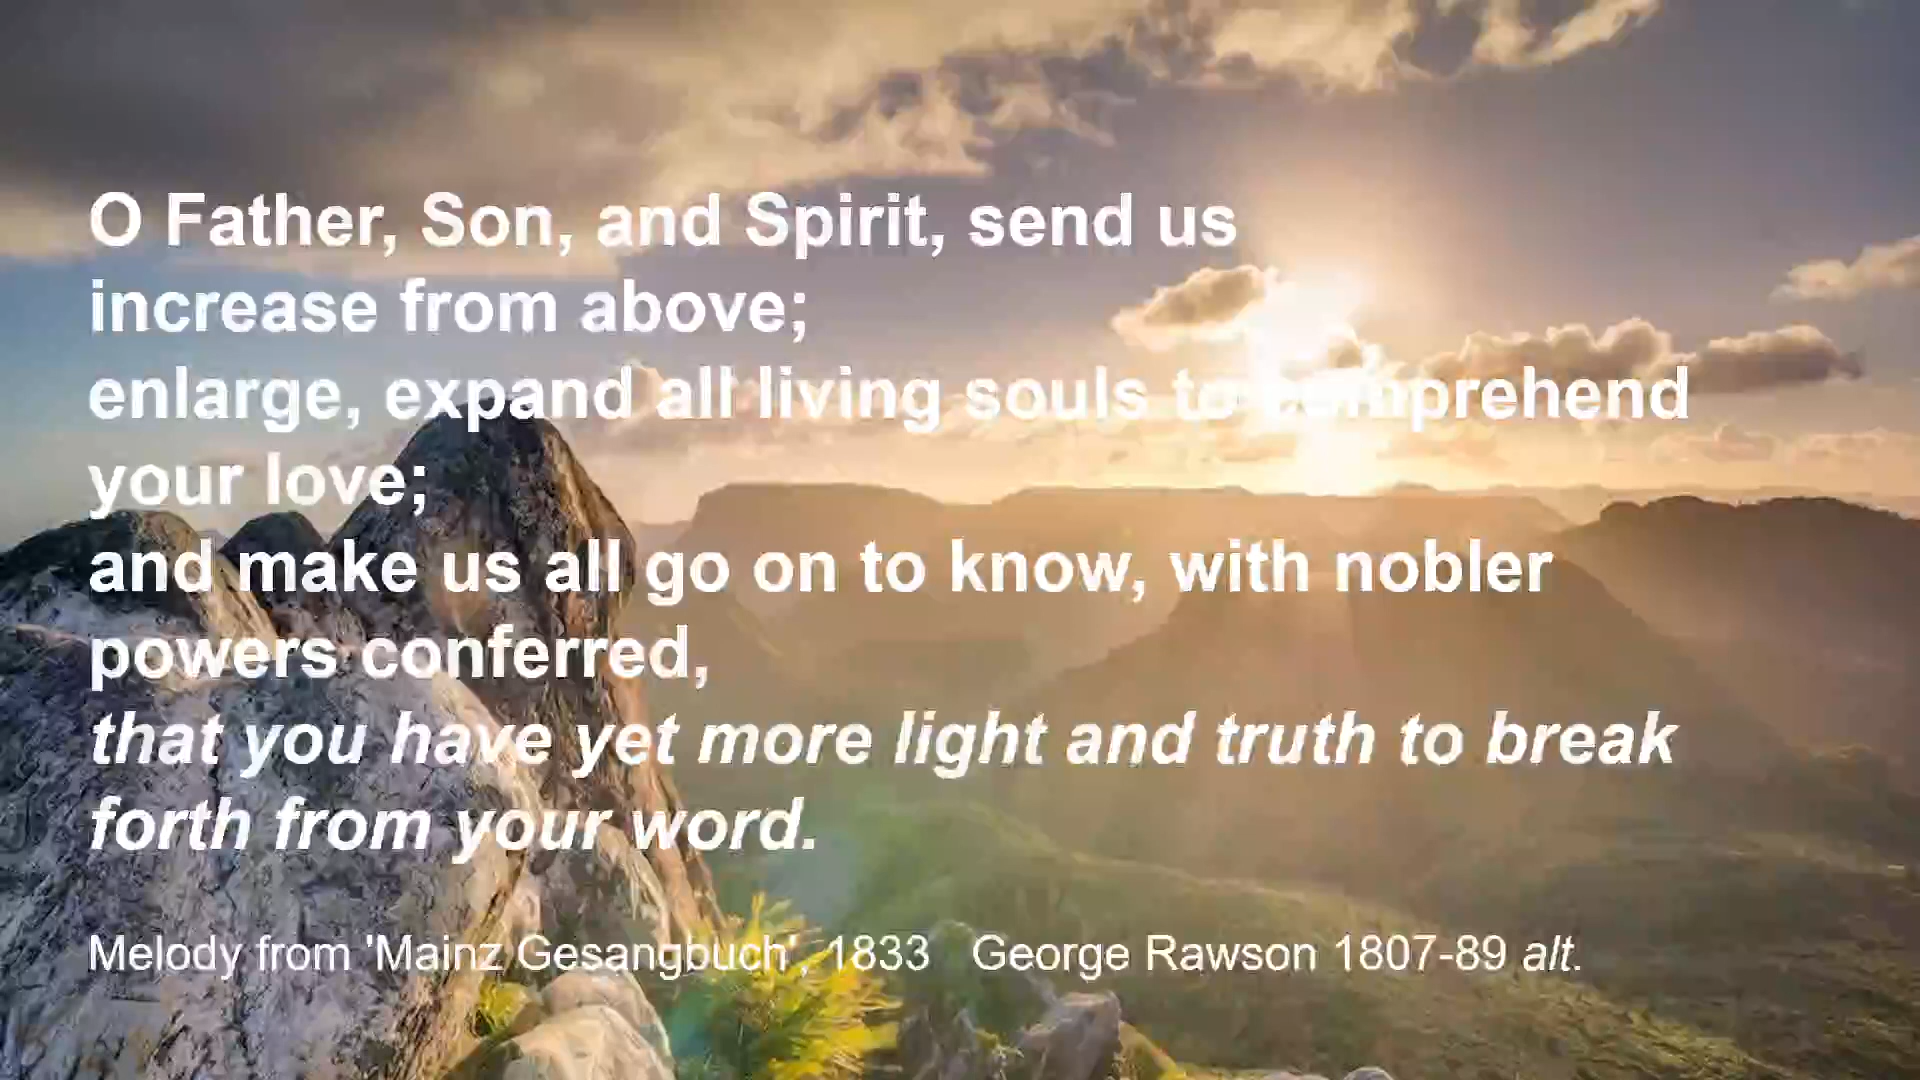 O Father, Son, and Spirit, send us
increase from above;
enlarge, expand all living souls to comprehend
your love;
and make us all go on to know, with nobler
powers conferred,
that you have yet more light and truth to break
forth from your word.
Melody from 'Mainz Gesangbuch', 1833 George Rawson 1807-89 alt.